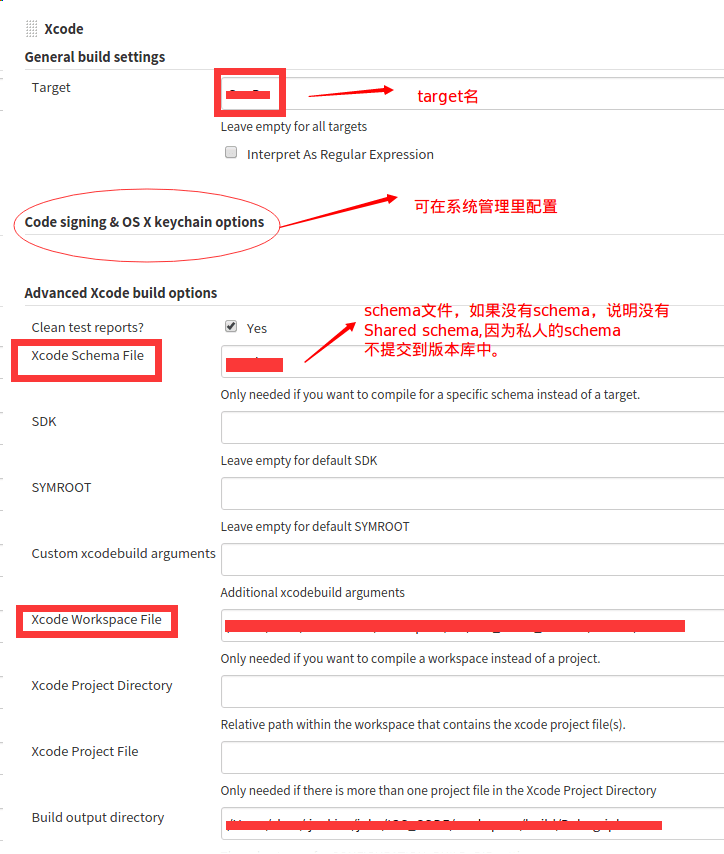 Xcode
General build settings
Target
target名
Leave empty for all targets
Interpret As Regular Expression
可在系统管理里配置
Code signing & OS X keychain options
Advanced Xcode build options
schema文件，如果没有schema，说明没有
Shared schema,因为私人的schema
不提交到版本库中。
Clean test reports?
Yes
Xcode Schema File
Only needed if you want to compile for a specific schema instead of a target.
SDK
Leave empty for default SDK
SYMROOT
Leave empty for default SYMROOT
Custom xcodebuild arguments
Additional xcodebuild arguments
Xcode Workspace File
Only needed if you want to compile a workspace instead of a project.
Xcode Project Directory
Relative path within the workspace that contains the xcode project file(s).
Xcode Project File
Only needed if there is more than one project file in the Xcode Project Directory
Build output directory